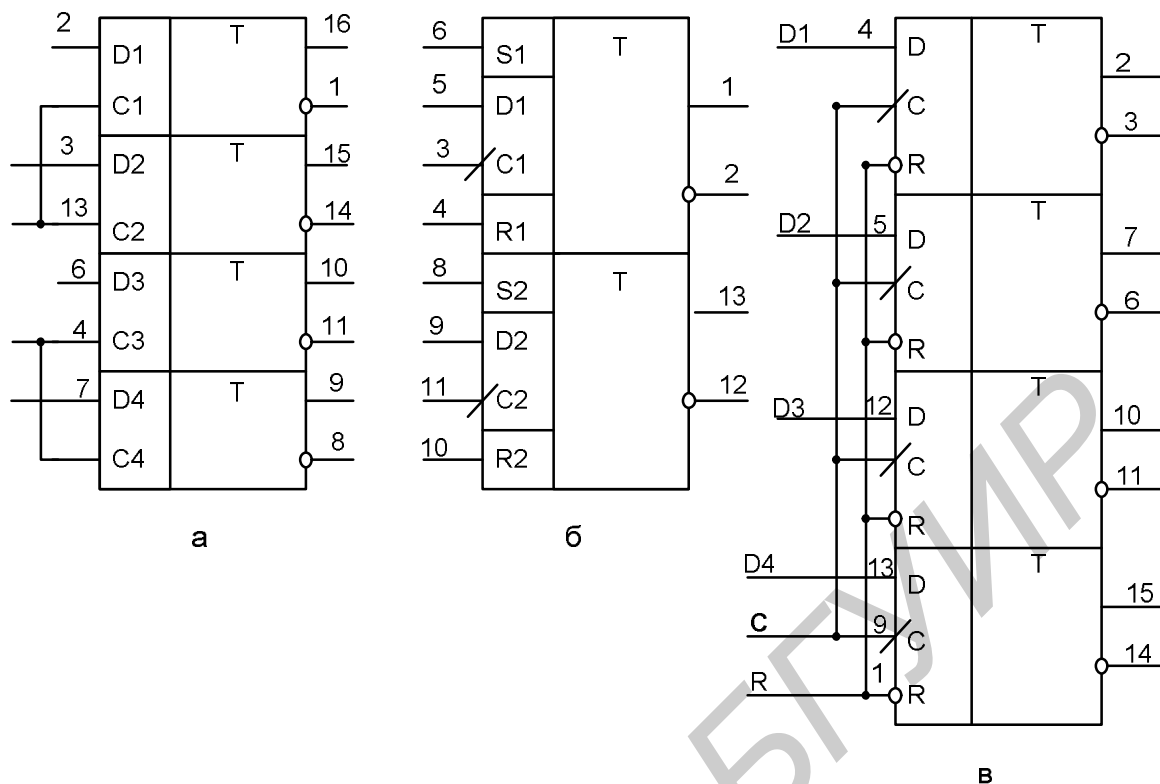 2 D1 T 16
C1 1
3 D2 T 15
13 C2 14
6 D3 T 10
4 C3 11
7 D4 T 9
C4 8
а
6 S1 T
5 D1 1
3 C1
4 R1 2
8 S2 T
9 D2 13
11 C2 12
10 R2
б
D1 4 D T 2
C 3
R
D2 5 D T 7
C 6
R
D3 12 D T 10
C 11
R
D4 13 D T 15
C 9 C 14
R 1 R
в
БГУИР